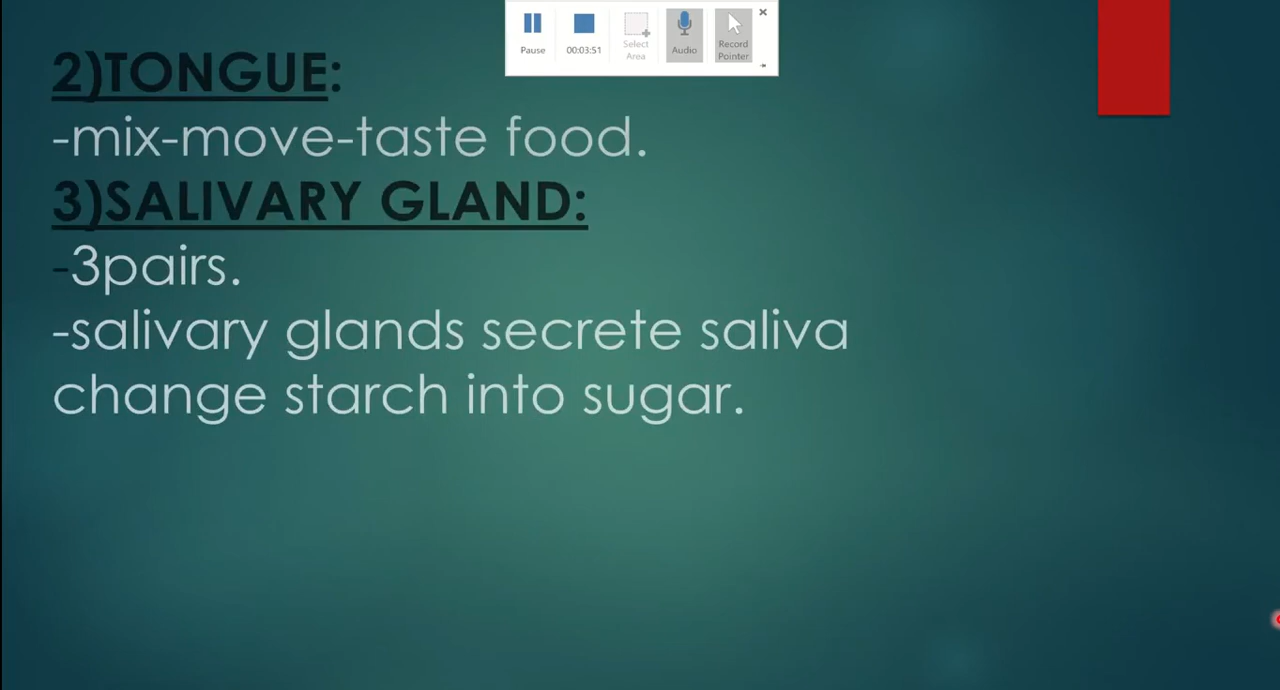 Pause
00:03:51
Select
Area
Audio
Record
Pointer
2)TONGUE:
-mix-move-taste food.
3)SALIVARY GLAND:
-3pairs.
-salivary glands secrete saliva
change starch into sugar.